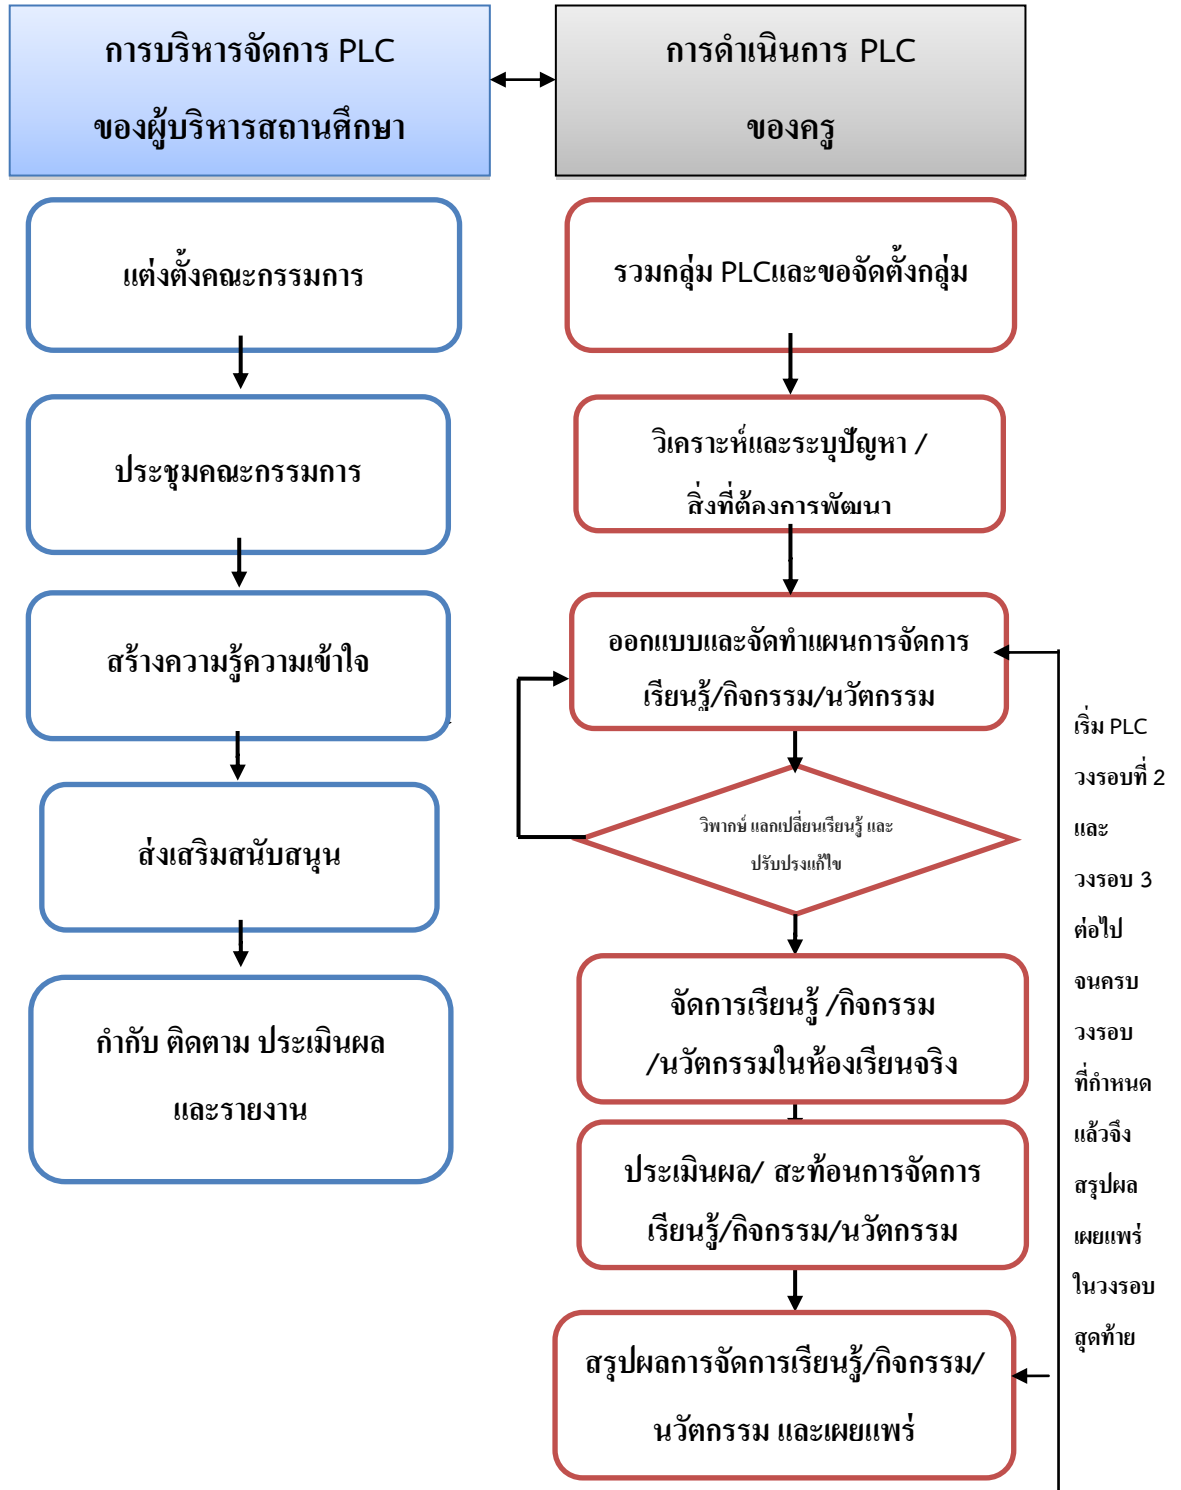 การบริหารจัดการ PLC
ของผู้บริหารสถานศึกษา
การดำเนินการ PLC
ของครู
แต่งตั้งคณะกรรมการ
ประชุมคณะกรรมการ
สร้างความรู้ความเข้าใจ
ส่งเสริมสนับสนุน
กำกับ ติดตาม ประเมินผล
และรายงาน
รวมกลุ่ม PLCและขอจัดตั้งกลุ่ม
วิเคราะห์และระบุปัญหา /
สิ่งที่ต้องการพัฒนา
ออกแบบและจัดทำแผนการจัดการ
เรียนรู้/กิจกรรม/นวัตกรรม
วิพากษ์ แลกเปลี่ยนเรียนรู้ และ
ปรับปรุงแก้ไข
จัดการเรียนรู้ /กิจกรรม
/นวัตกรรมในห้องเรียนจริง
ประเมินผล/ สะท้อนการจัดการ
เรียนรู้/กิจกรรม/นวัตกรรม
สรุปผลการจัดการเรียนรู้/กิจกรรม/
นวัตกรรม และเผยแพร่
เริ่ม PLC
วงรอบที่ 2
และ
วงรอบ 3
ต่อไป
จนครบ
วงรอบ
ที่กำหนด
แล้วจึง
สรุปผล
เผยแพร่
ในวงรอบ
สุดท้าย